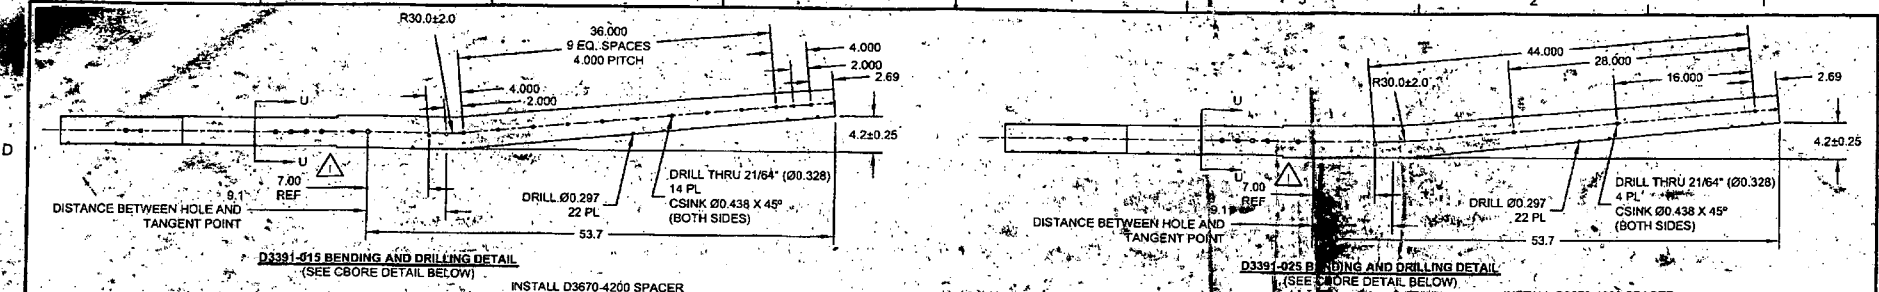 3
2
R30.0±2.0
36.000
9 EQ. SPACES
4.000 PITCH
4.000
2.000
2.69
4.000
2.000
U
U
D
4.2±0.25
7.00
REF
9.1
DISTANCE BETWEEN HOLE AND
TANGENT POINT
DRILL Ø0.297
22 PL
DRILL THRU 21/64" (Ø0.328)
14 PL
CSINK Ø0.438 X 45º
(BOTH SIDES)
53.7
D3391-015 BENDING AND DRILLING DETAIL
(SEE CBORE DETAIL BELOW)
INSTALL D3670-4200 SPACER
44.000
28.000
R30.0±2.0
16.000
2.69
U
U
4.2±0.25
7.00
REF
9.1
DISTANCE BETWEEN HOLE AND
TANGENT POINT
DRILL Ø0.297
22 PL
DRILL THRU 21/64" (Ø0.328)
4 PL
CSINK Ø0.438 X 45º
(BOTH SIDES)
53.7
D3391-025 BENDING AND DRILLING DETAIL
(SEE CBORE DETAIL BELOW)